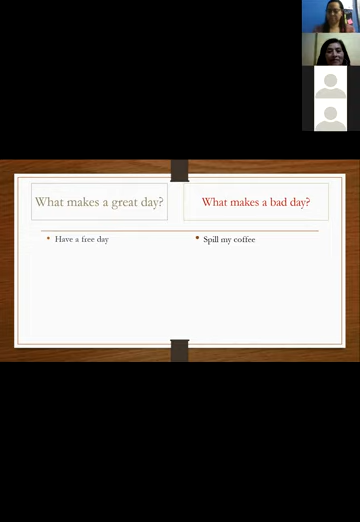 What makes a great day?
What makes a bad day?
• Have a free day
• Spill my coffee